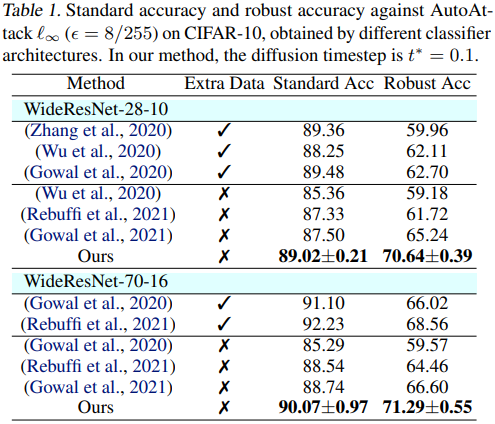 Table 1. Standard accuracy and robust accuracy against AutoAt-
tack ℓ∞ (ϵ = 8/255) on CIFAR-10, obtained by different classifier
architectures. In our method, the diffusion timestep is t* = 0.1.
Method Extra Data Standard Acc Robust Acc
WideResNet-28-10
(Zhang et al., 2020) ✓ 89.36 59.96
(Wu et al., 2020) ✓ 88.25 62.11
(Gowal et al., 2020) ✓ 89.48 62.70
(Wu et al., 2020) ✗ 85.36 59.18
(Rebuffi et al., 2021) ✗ 87.33 61.72
(Gowal et al., 2021) ✗ 87.50 65.24
Ours ✗ 89.02±0.21 70.64±0.39
WideResNet-70-16
(Gowal et al., 2020) ✓ 91.10 66.02
(Rebuffi et al., 2021) ✓ 92.23 68.56
(Gowal et al., 2020) ✗ 85.29 59.57
(Rebuffi et al., 2021) ✗ 88.54 64.46
(Gowal et al., 2021) ✗ 88.74 66.60
Ours ✗ 90.07±0.97 71.29±0.55